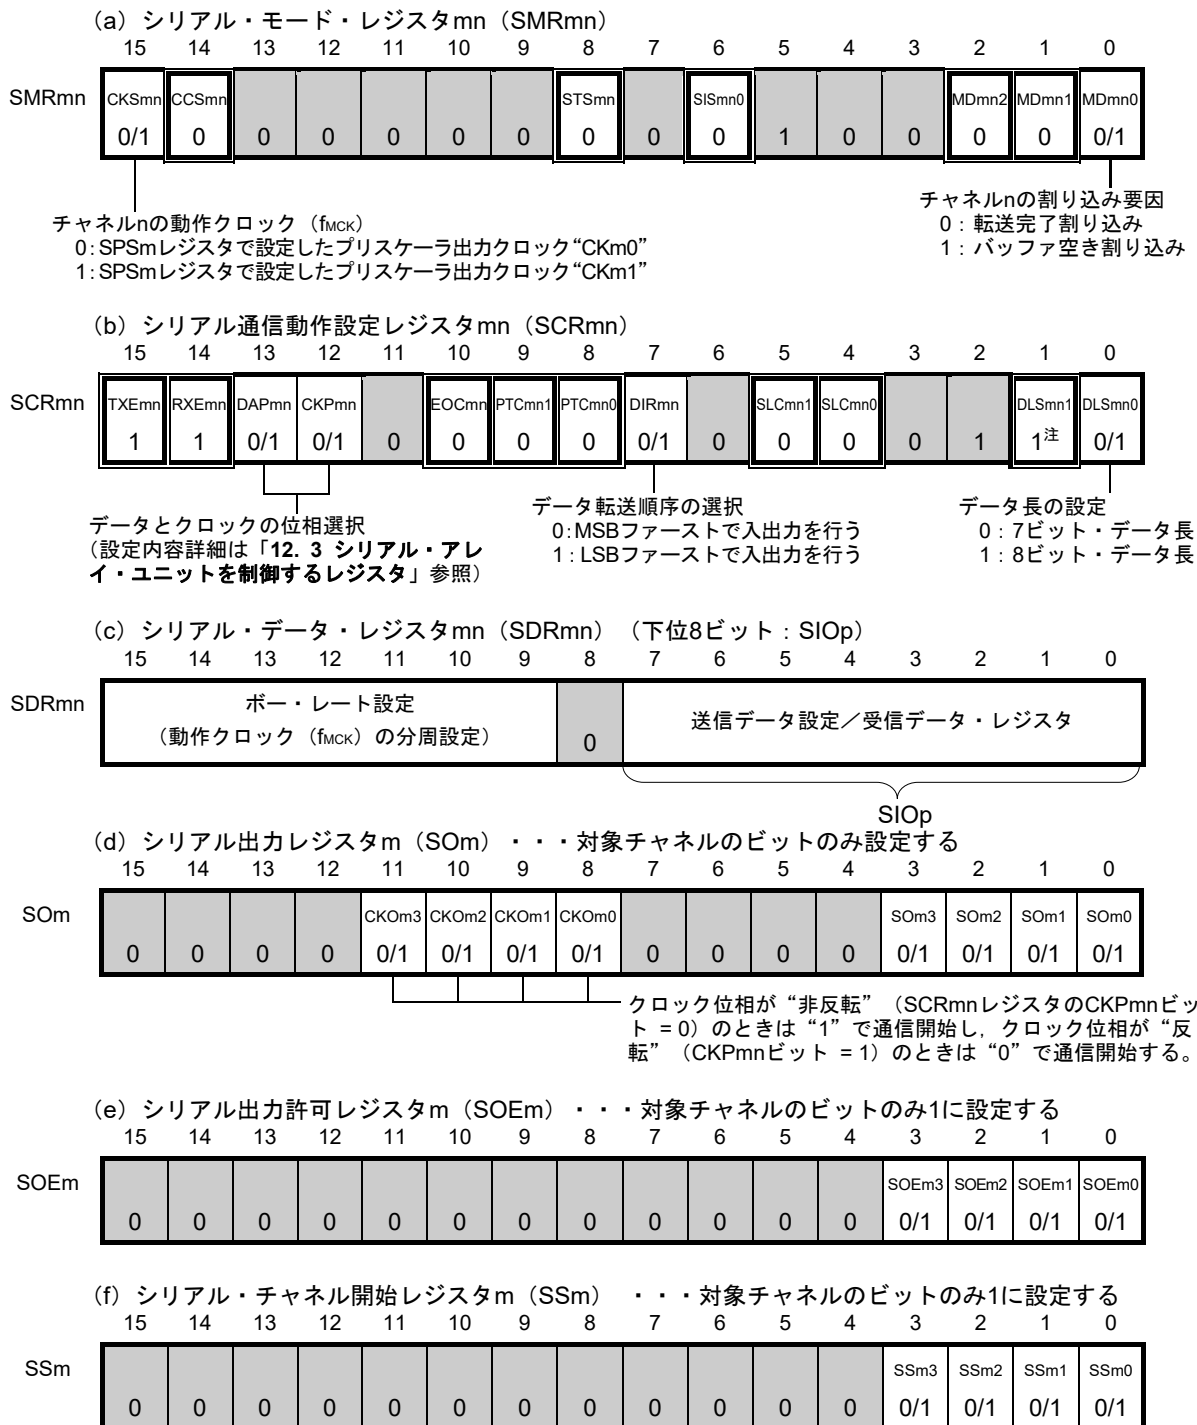 (a) シリアル・モード・レジスタmn（SMRmn）
15 14 13 12 11 10 9 8 7 6 5 4 3 2 1 0
SMRmn CKSmn CCSmn STSmn SISmn0 MDmn2 MDmn1 MDmn0
0/1 0 0 0 0 0 0 0 0 0 1 0 0 0 0 0/1
チャネルnの動作クロック（fMCK）
0：SPSmレジスタで設定したプリスケーラ出力クロック“CKm0”
1：SPSmレジスタで設定したプリスケーラ出力クロック“CKm1”
チャネルnの割り込み要因
0：転送完了割り込み
1：バッファ空き割り込み
(b) シリアル通信動作設定レジスタmn（SCRmn）
15 14 13 12 11 10 9 8 7 6 5 4 3 2 1 0
SCRmn TXEmn RXEmn DAPmn CKPmn EOCmn PTCmn1 PTCmn0 DIRmn SLCmn1 SLCmn0 DLSmn1 DLSmn0
1 1 0/1 0/1 0 0 0 0 0/1 0 0 0 0 1 1注 0/1
データとクロックの位相選択
（設定内容詳細は「12. 3 シリアル・アレ
イ・ユニットを制御するレジスタ」参照）
データ転送順序の選択
0：MSBファーストで入出力を行う
1：LSBファーストで入出力を行う
データ長の設定
0：7ビット・データ長
1：8ビット・データ長
(c) シリアル・データ・レジスタmn（SDRmn）（下位8ビット：SIOp）
15 14 13 12 11 10 9 8 7 6 5 4 3 2 1 0
SDRmn ボー・レート設定
（動作クロック（fMCK）の分周設定） 0 送信データ設定／受信データ・レジスタ
SIOp
(d) シリアル出力レジスタm（SOm）・・・対象チャネルのビットのみ設定する
15 14 13 12 11 10 9 8 7 6 5 4 3 2 1 0
SOm CKOm3 CKOm2 CKOm1 CKOm0 SOm3 SOm2 SOm1 SOm0
0 0 0 0 0/1 0/1 0/1 0/1 0 0 0 0 0/1 0/1 0/1 0/1
クロック位相が“非反転”（SCRmnレジスタのCKPmnビッ
ト = 0）のときは“1”で通信開始し，クロック位相が“反
転”（CKPmnビット = 1）のときは“0”で通信開始する。
(e) シリアル出力許可レジスタm（SOEm）・・・対象チャネルのビットのみ1に設定する
15 14 13 12 11 10 9 8 7 6 5 4 3 2 1 0
SOEm SOEm3 SOEm2 SOEm1 SOEm0
0 0 0 0 0 0 0 0 0 0 0 0 0/1 0/1 0/1 0/1
(f) シリアル・チャネル開始レジスタm（SSm） ・・・対象チャネルのビットのみ1に設定する
15 14 13 12 11 10 9 8 7 6 5 4 3 2 1 0
SSm SSm3 SSm2 SSm1 SSm0
0 0 0 0 0 0 0 0 0 0 0 0 0/1 0/1 0/1 0/1